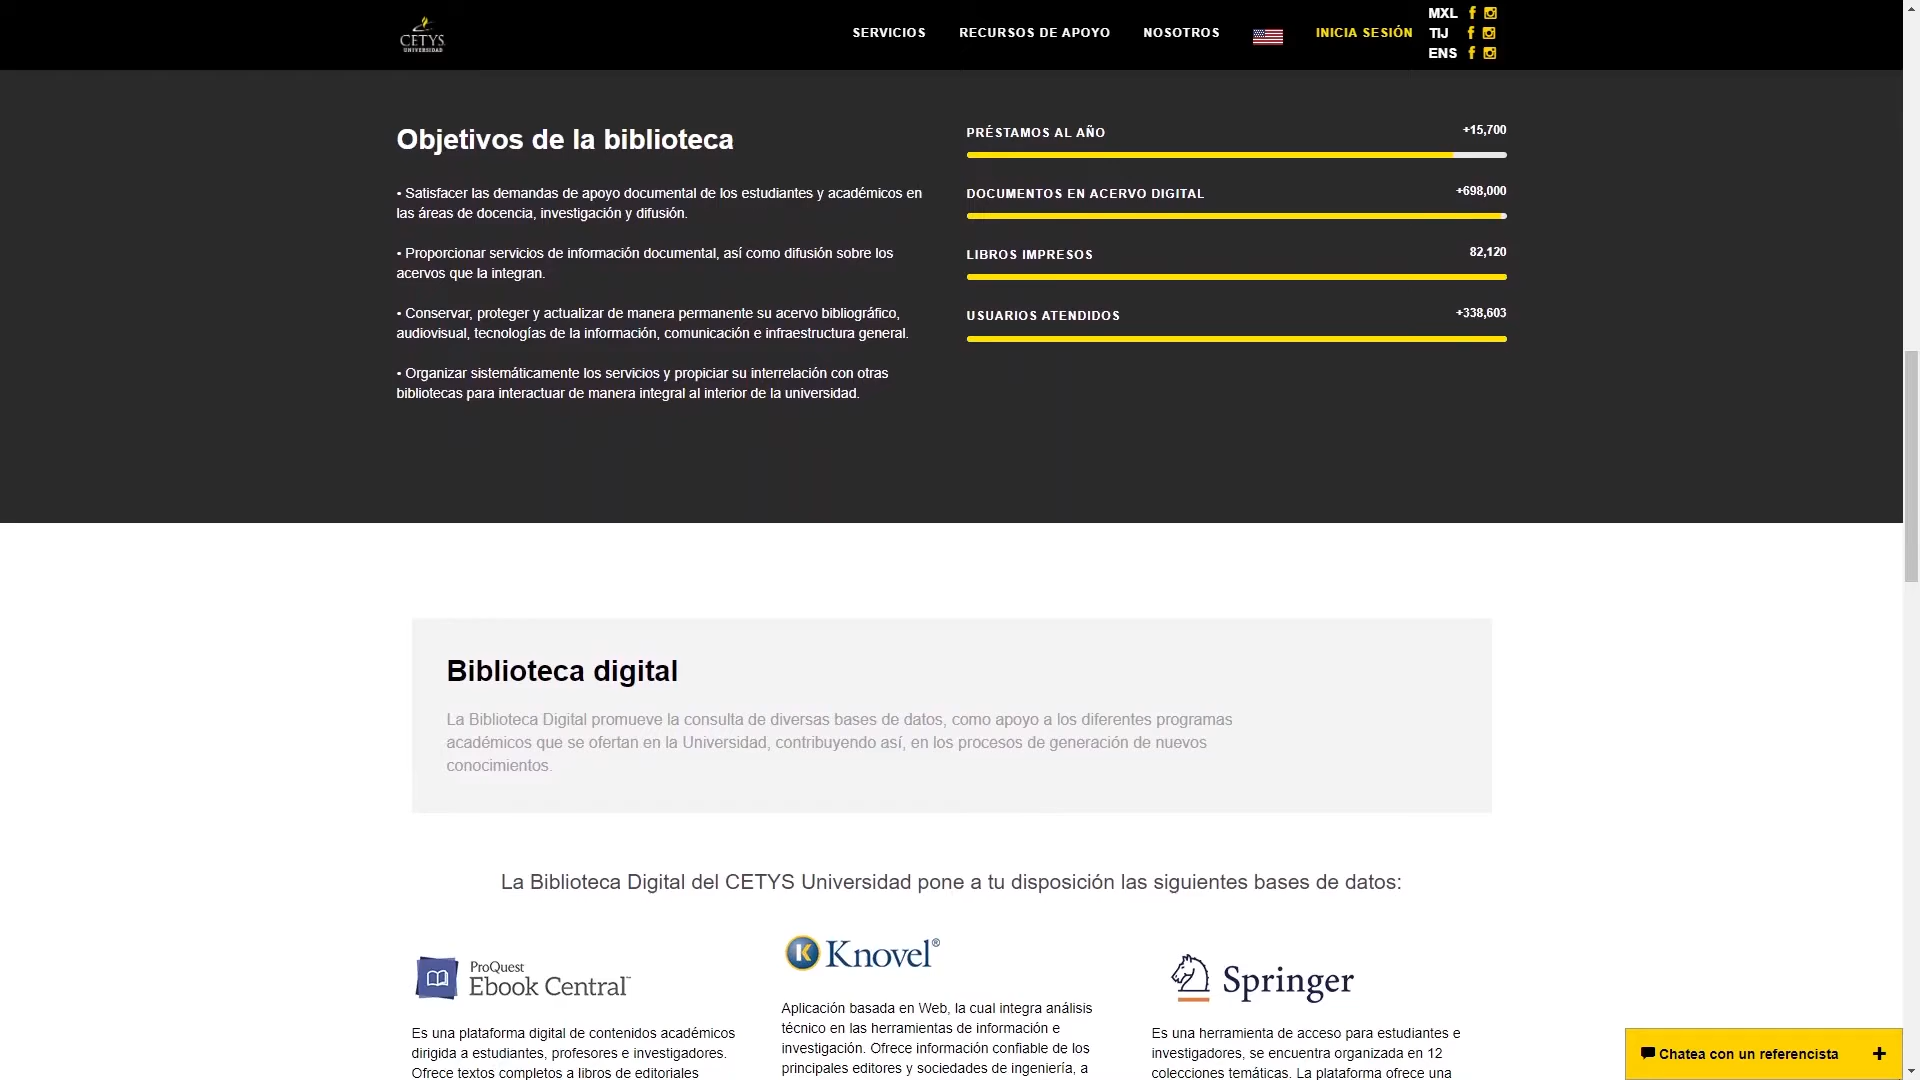 CETYS
UNIVERSIDAD
SERVICIOS
RECURSOS DE APOYO
NOSOTROS
INICIA SESIÓN
MXL
TIJ
ENS
Objetivos de la biblioteca
• Satisfacer las demandas de apoyo documental de los estudiantes y académicos en
las áreas de docencia, investigación y difusión.
• Proporcionar servicios de información documental, así como difusión sobre los
acervos que la integran.
• Conservar, proteger y actualizar de manera permanente su acervo bibliográfico,
audiovisual, tecnologías de la información, comunicación e infraestructura general.
• Organizar sistemáticamente los servicios y propiciar su interrelación con otras
bibliotecas para interactuar de manera integral al interior de la universidad.
PRÉSTAMOS AL AÑO +15,700
DOCUMENTOS EN ACERVO DIGITAL +698,000
LIBROS IMPRESOS 82,120
USUARIOS ATENDIDOS +338,603
Biblioteca digital
La Biblioteca Digital promueve la consulta de diversas bases de datos, como apoyo a los diferentes programas
académicos que se ofertan en la Universidad, contribuyendo así, en los procesos de generación de nuevos
conocimientos.
La Biblioteca Digital del CETYS Universidad pone a tu disposición las siguientes bases de datos:
ProQuest
Ebook Central™
Es una plataforma digital de contenidos académicos
dirigida a estudiantes, profesores e investigadores.
Ofrece textos completos a libros de editoriales
K Knovel®
Aplicación basada en Web, la cual integra análisis
técnico en las herramientas de información e
investigación. Ofrece información confiable de los
principales editores y sociedades de ingeniería, a
Springer
Es una herramienta de acceso para estudiantes e
investigadores, se encuentra organizada en 12
colecciones temáticas. La plataforma ofrece una
Chatea con un referencista +